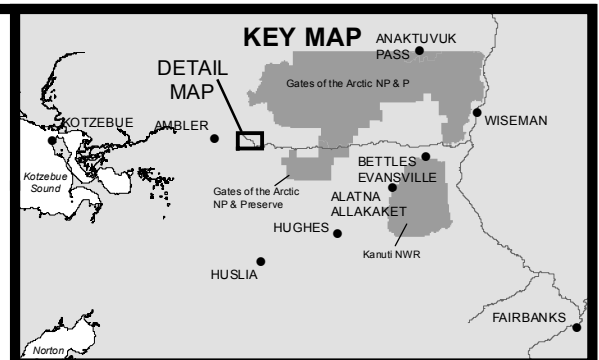 KEY MAP
ANAKTUVUK
PASS
DETAIL
MAP
Gates of the Arctic NP & P
KOTZEBUE
AMBLER
WISEMAN
Kotzebue
Sound
BETTLES
EVANSVILLE
Gates of the Arctic
NP & Preserve
ALATNA
ALLAKAKET
HUGHES
Kanuti NWR
HUSLIA
FAIRBANKS
Norton